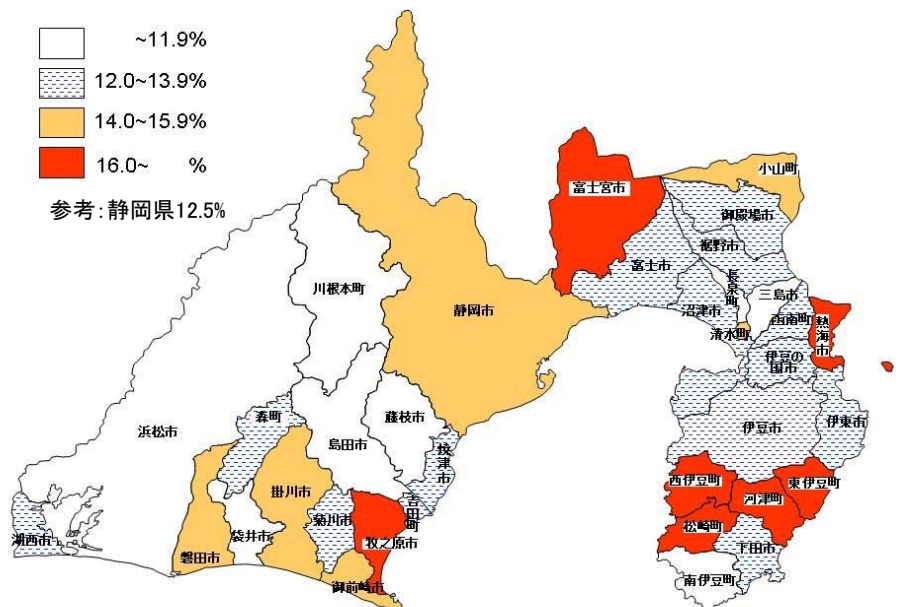 ~11.9%
12.0~13.9%
14.0~15.9%
16.0~ %
参考:静岡県12.5%
小山町
富士宮市
御殿場市
裾野市
富士市
長泉町
三島市
川根本町
静岡市
沼津市
函南町
熱海市
清水町
伊豆の国市
浜松市
森町
藤枝市
島田市
焼津市
伊豆市
伊東市
掛川市
西伊豆町
東伊豆町
河津町
吉田町
菊川市
袋井市
湖西市
牧之原市
松崎町
下田市
磐田市
御前崎市
南伊豆町